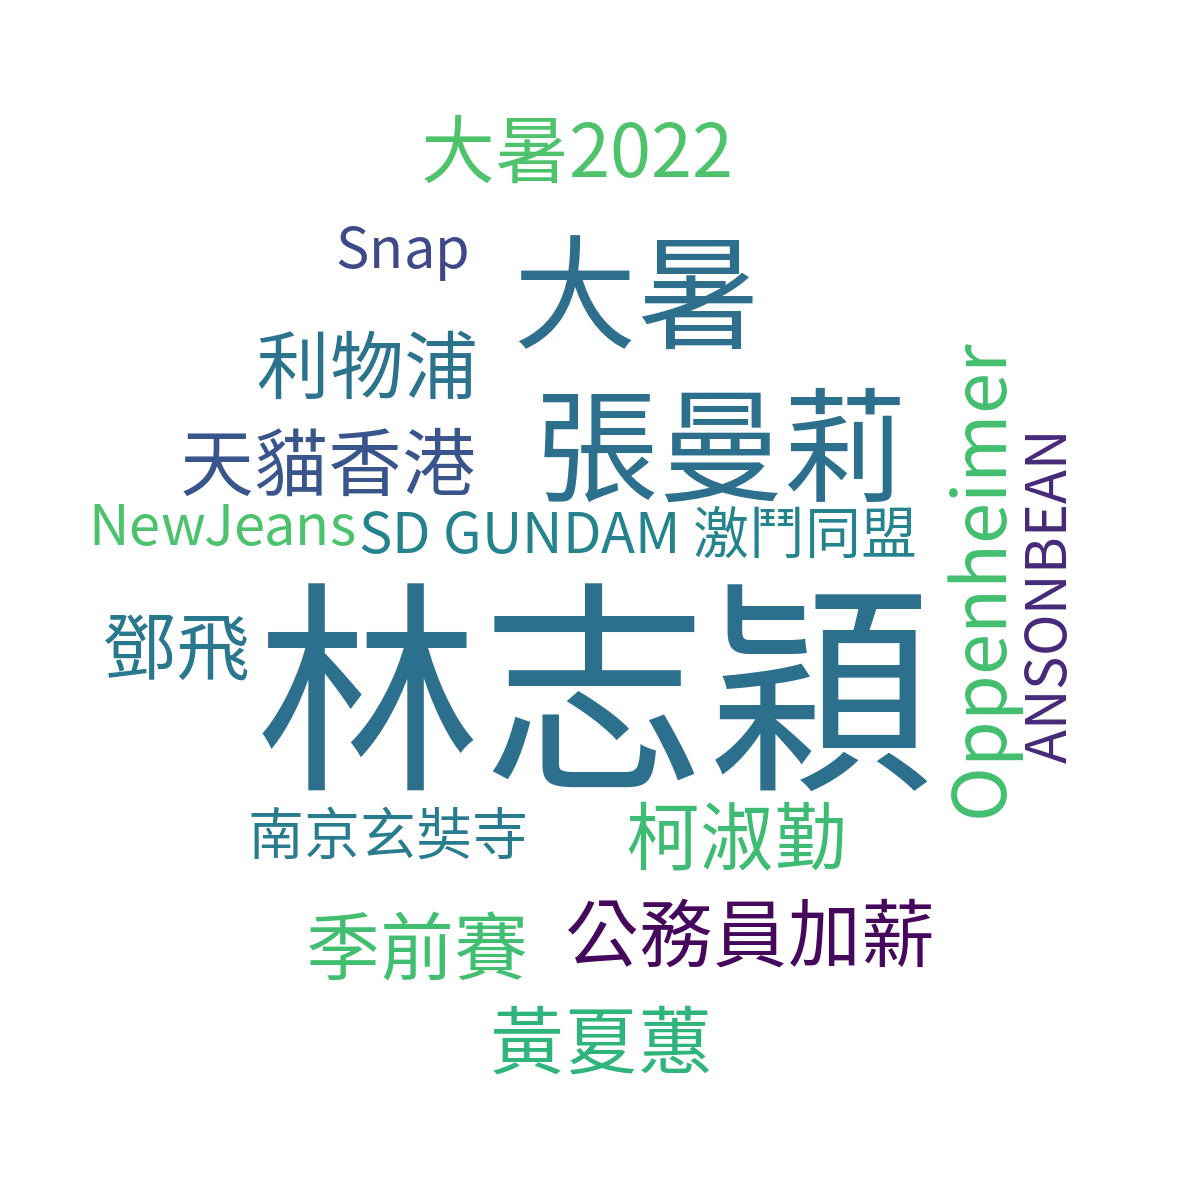 大暑2022
Snap
大暑
利物浦
張曼莉
天貓香港
NewJeans
SD GUNDAM 激鬥同盟
Oppenheimer
ANSONBEAN
林志穎
鄧飛
南京玄奘寺
柯淑勤
公務員加薪
季前賽
黃夏蕙